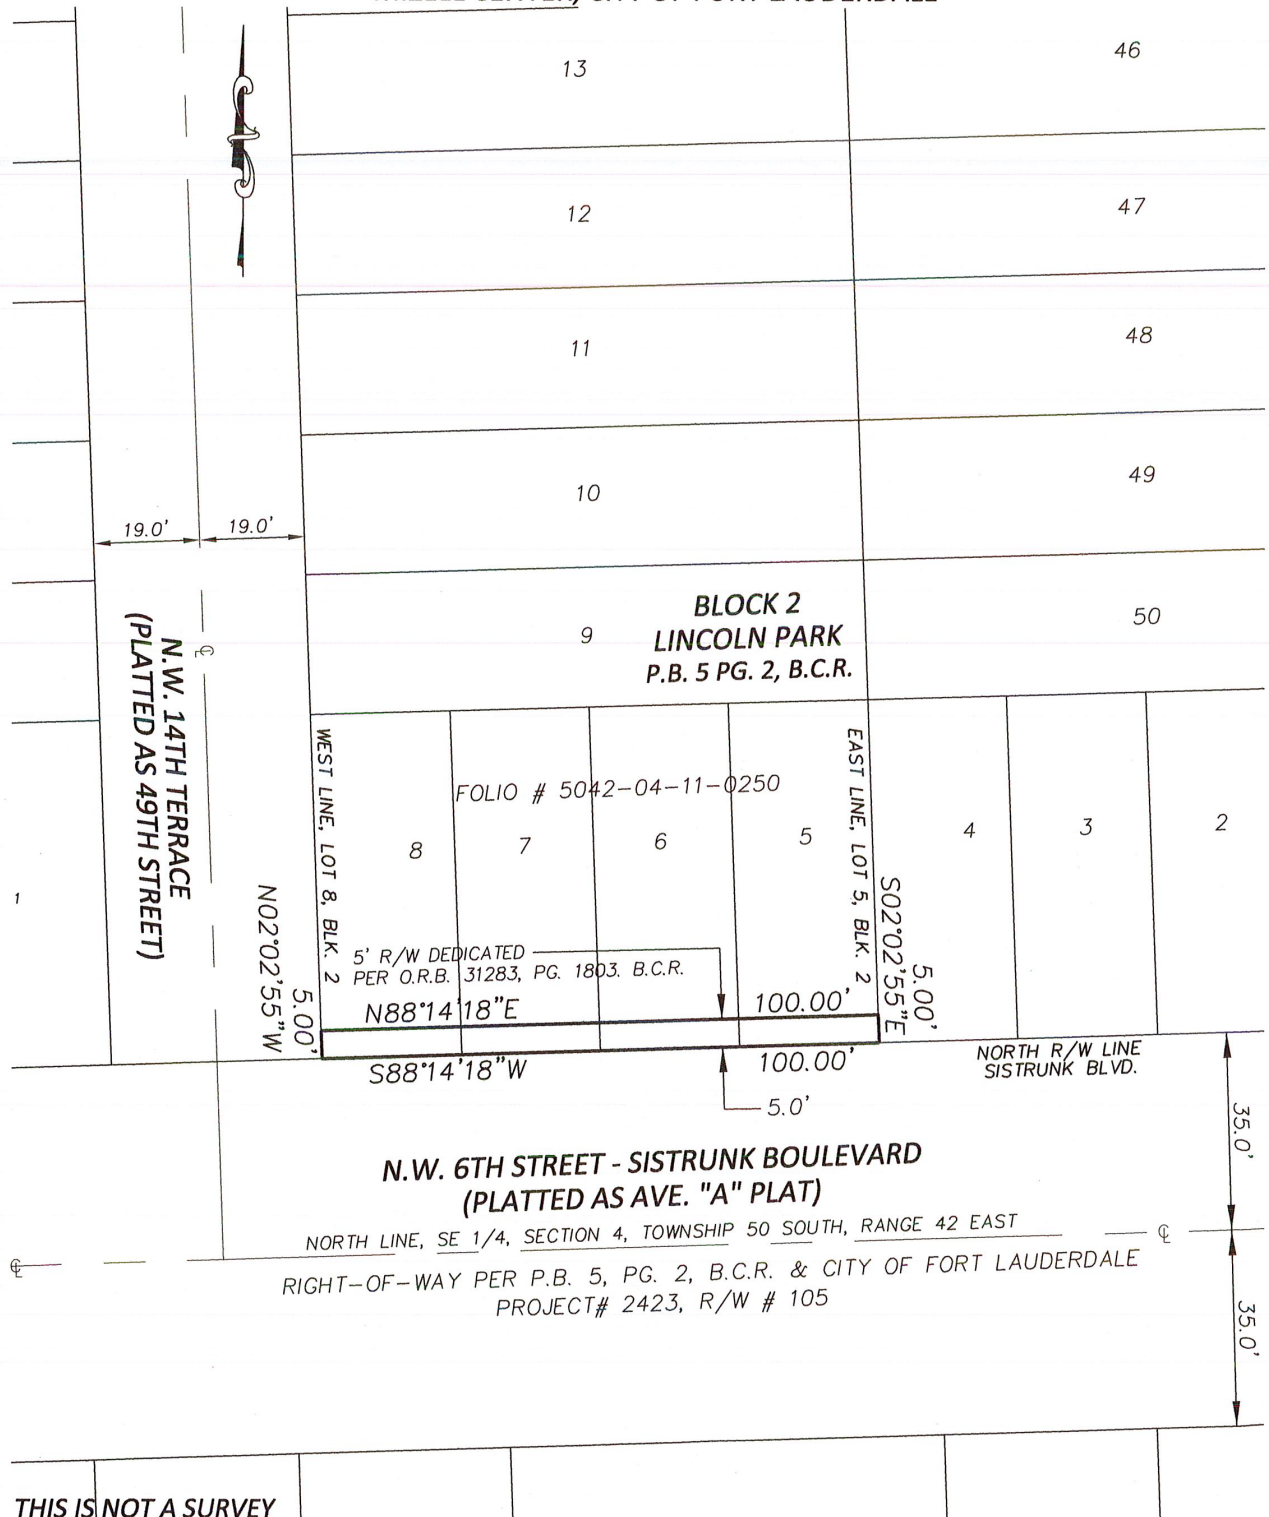 13
46
12
47
11
48
10
49
19.0' 19.0'
9
50
BLOCK 2
LINCOLN PARK
P.B. 5 PG. 2, B.C.R.
N.W. 14TH TERRACE
(PLATTED AS 49TH STREET)
℄
WEST LINE, LOT 8, BLK. 2
FOLIO # 5042-04-11-0250
EAST LINE, LOT 5, BLK. 2
8
7
6
5
4
3
2
1
5' R/W DEDICATED
PER O.R.B. 31283, PG. 1803. B.C.R.
5.00'
N02°02'55"W
N88°14'18"E 100.00'
5.00'
S02°02'55"E
S88°14'18"W 100.00'
5.0'
NORTH R/W LINE
SISTRUNK BLVD.
35.0'
N.W. 6TH STREET - SISTRUNK BOULEVARD
(PLATTED AS AVE. "A" PLAT)
NORTH LINE, SE 1/4, SECTION 4, TOWNSHIP 50 SOUTH, RANGE 42 EAST
℄
℄
RIGHT-OF-WAY PER P.B. 5, PG. 2, B.C.R. & CITY OF FORT LAUDERDALE
PROJECT# 2423, R/W # 105
35.0'
THIS IS NOT A SURVEY